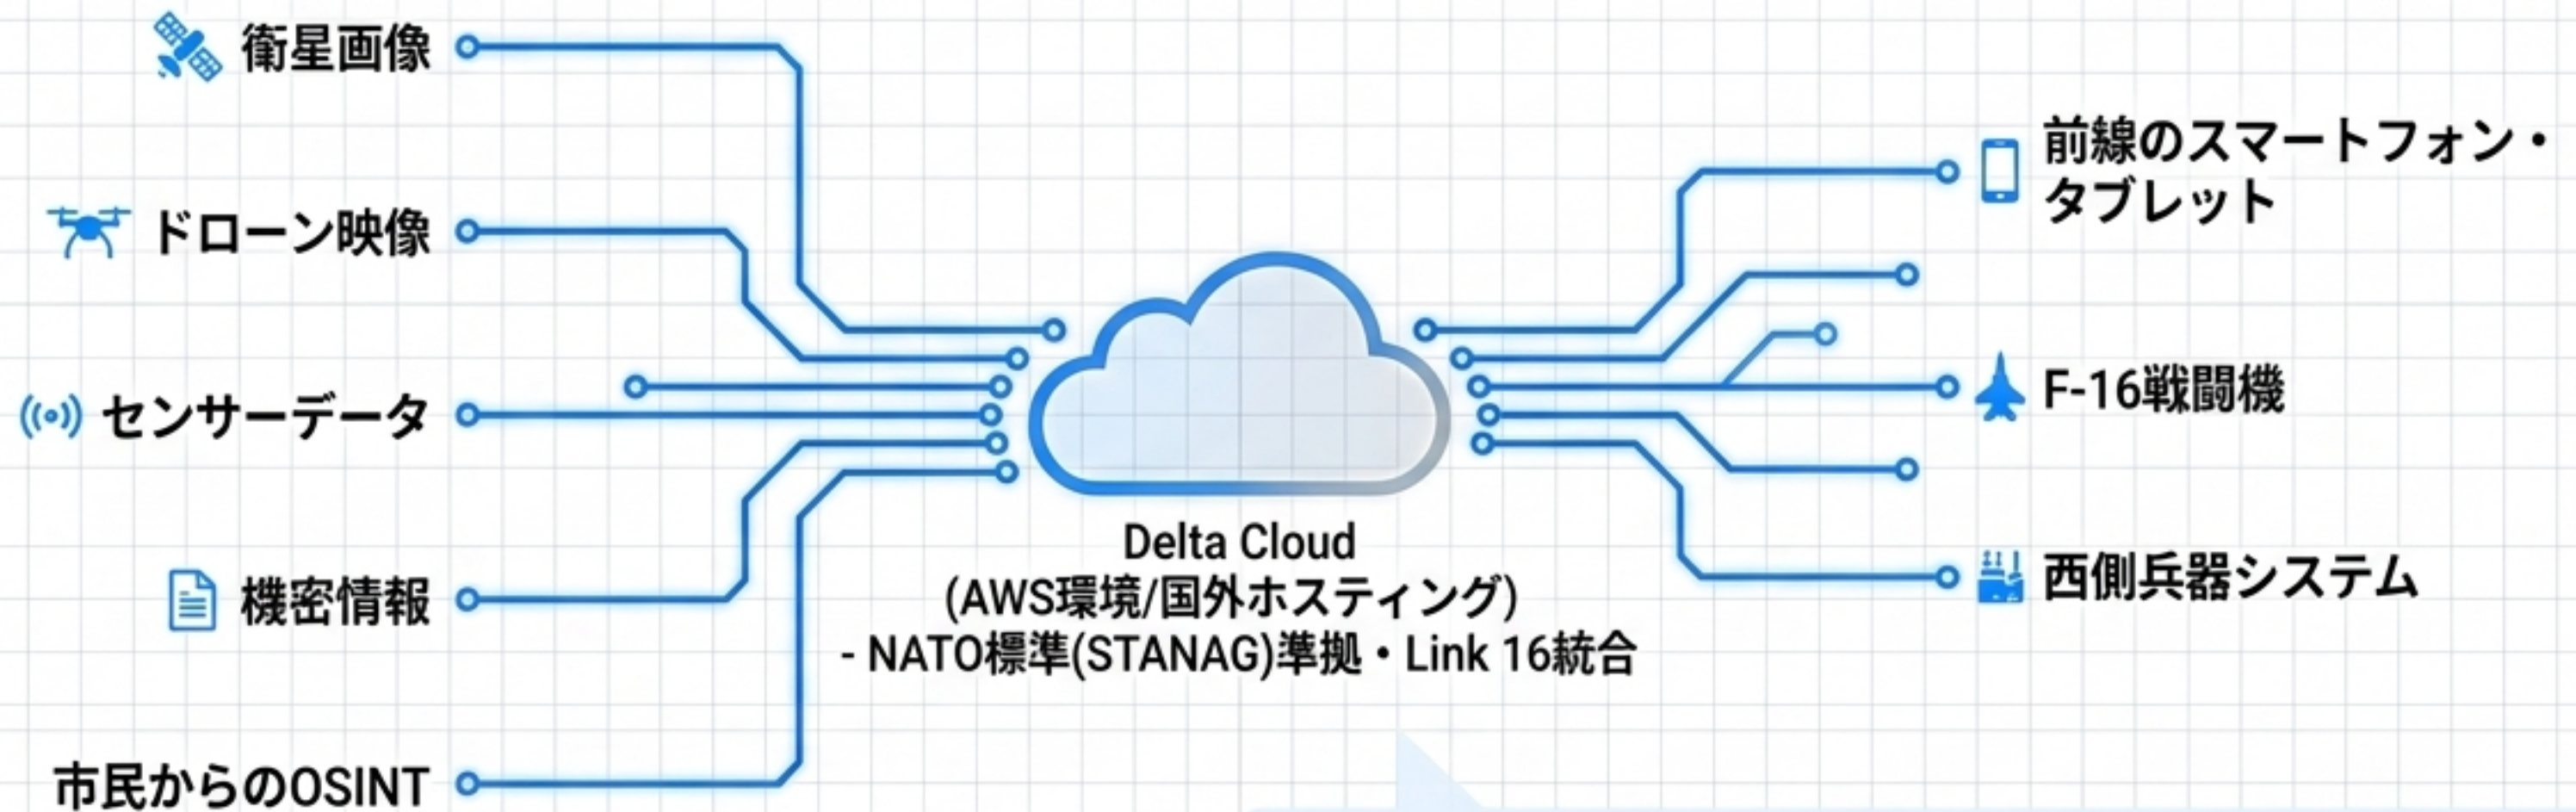 衛星画像
ドローン映像
センサーデータ
機密情報
市民からのOSINT
Delta Cloud
(AWS環境/国外ホスティング)
- NATO標準(STANAG)準拠・Link 16統合
前線のスマートフォン・
タブレット
F-16戦闘機
西側兵器システム